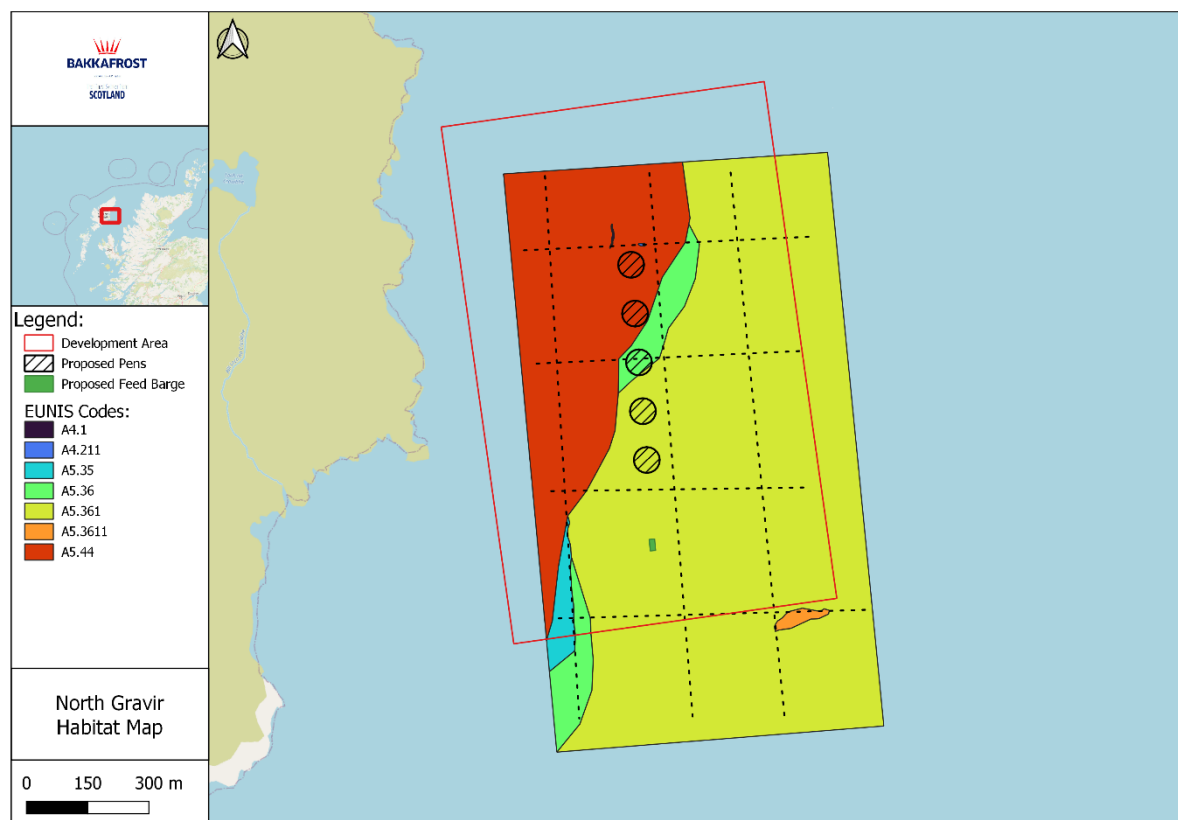 BAKKAFROST
SCOTLAND
Legend:
Development Area
Proposed Pens
Proposed Feed Barge
EUNIS Codes:
A4.1
A4.211
A5.35
A5.36
A5.361
A5.3611
A5.44
North Gravir
Habitat Map
0 150 300 m